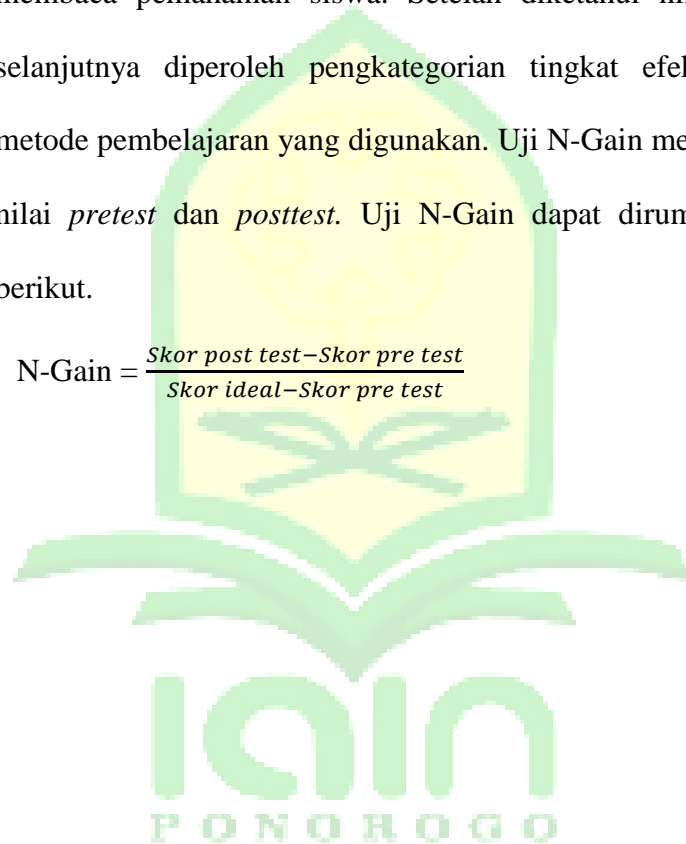 membaca pemahaman siswa. Setelah diketahui
selanjutnya diperoleh pengkategorian tingkat efek
metode pembelajaran yang digunakan. Uji N-Gain me
nilai pretest dan posttest. Uji N-Gain dapat dirum
berikut.
N-Gain = Skor post test−Skor pre test
Skor ideal−Skor pre test
iain
PONOROGO